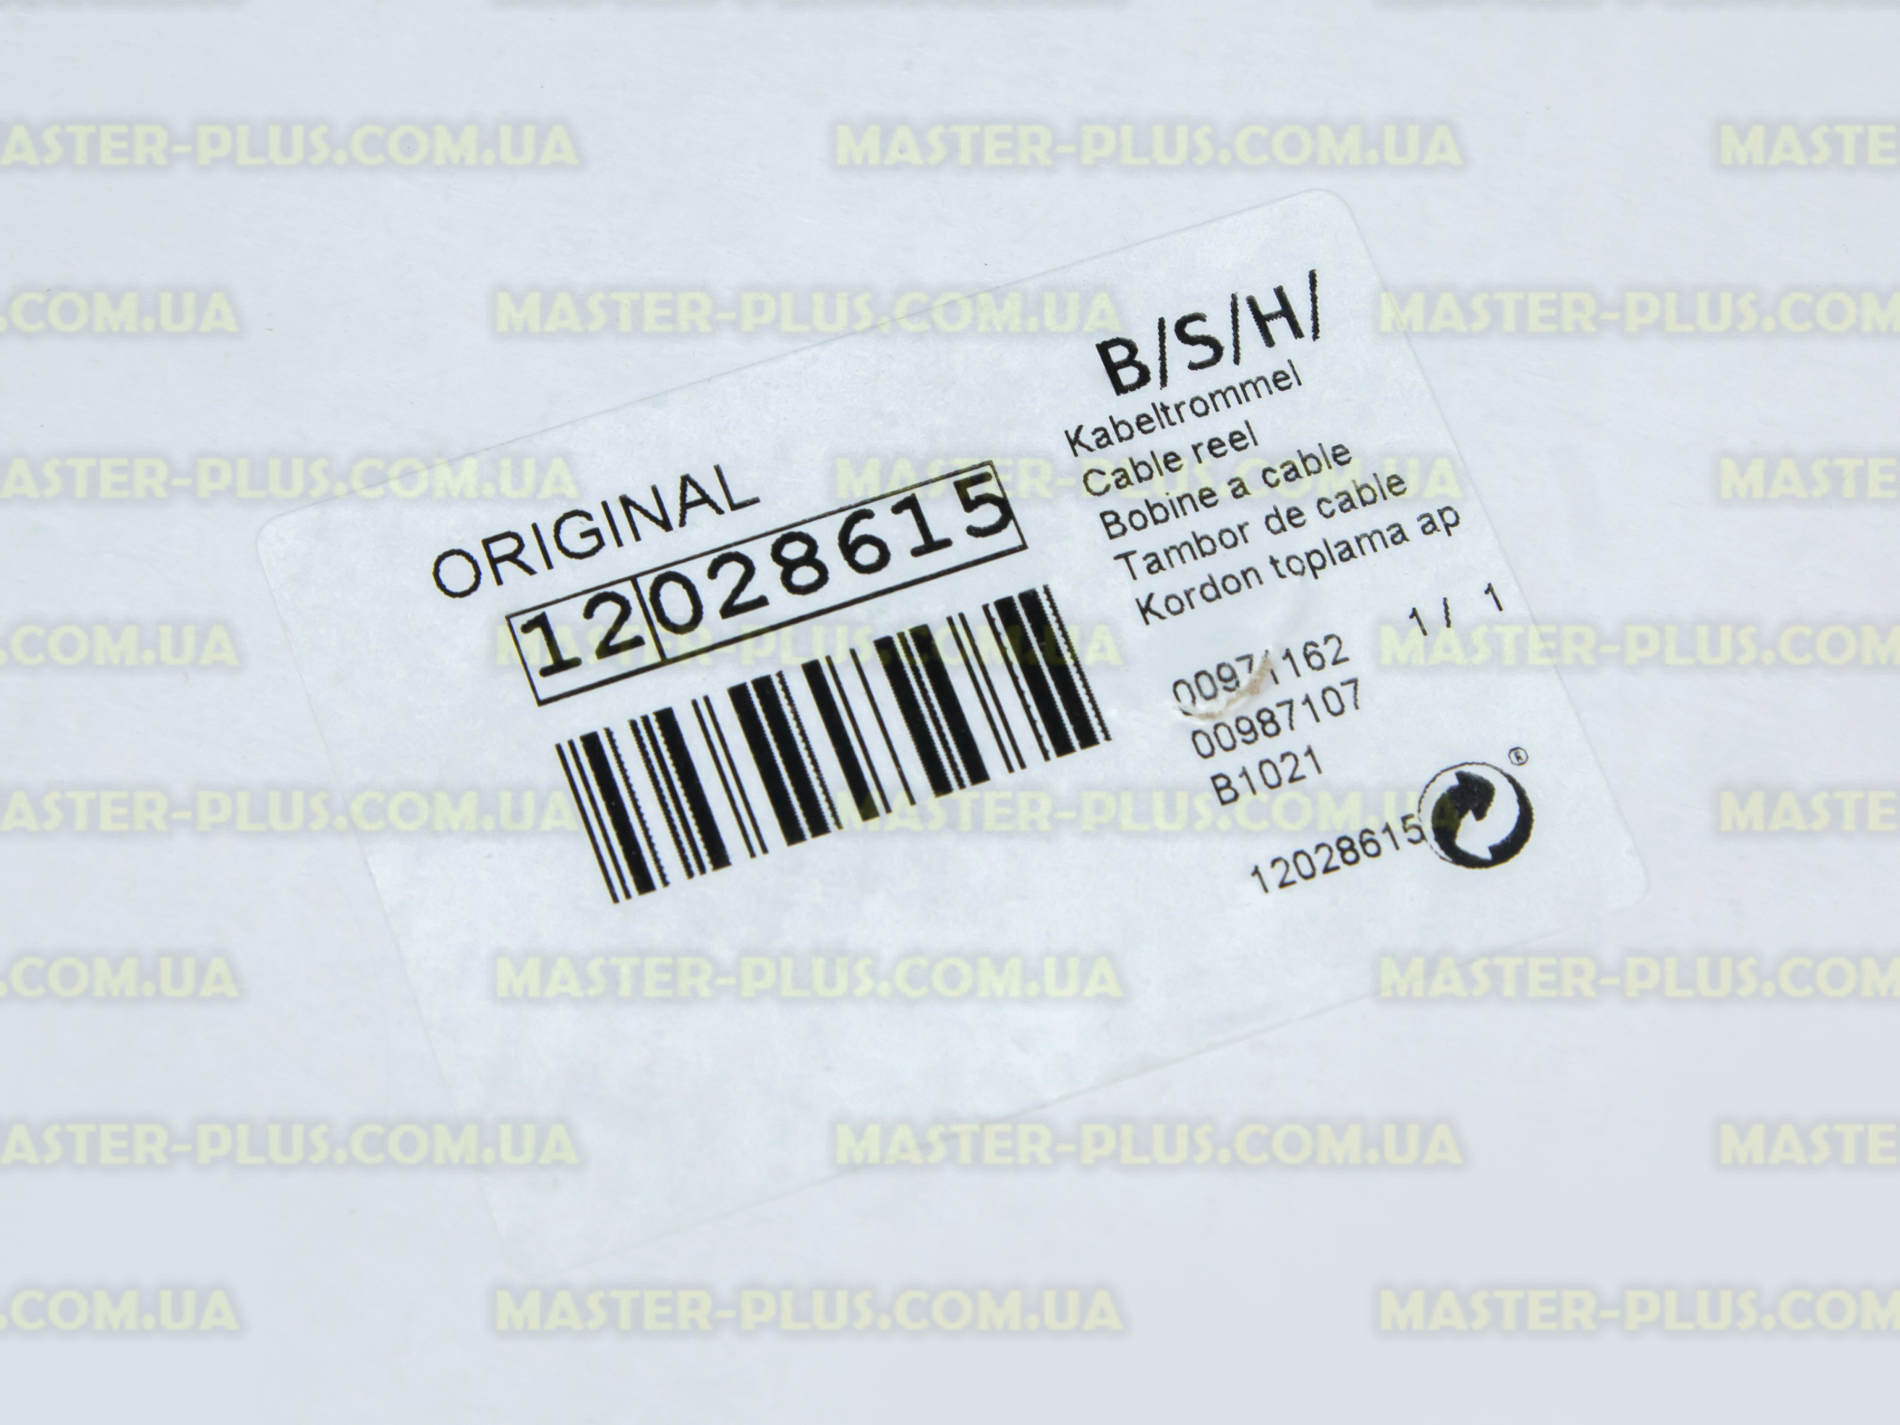 B/S/H/
ORIGINAL
12028615
Kabeltrommel
Cable reel
Bobine a cable
Tambor de cable
Kordon toplama ap
1 / 1
00971162
00987107
B1021
12028615
®
MASTER-PLUS.COM.UA